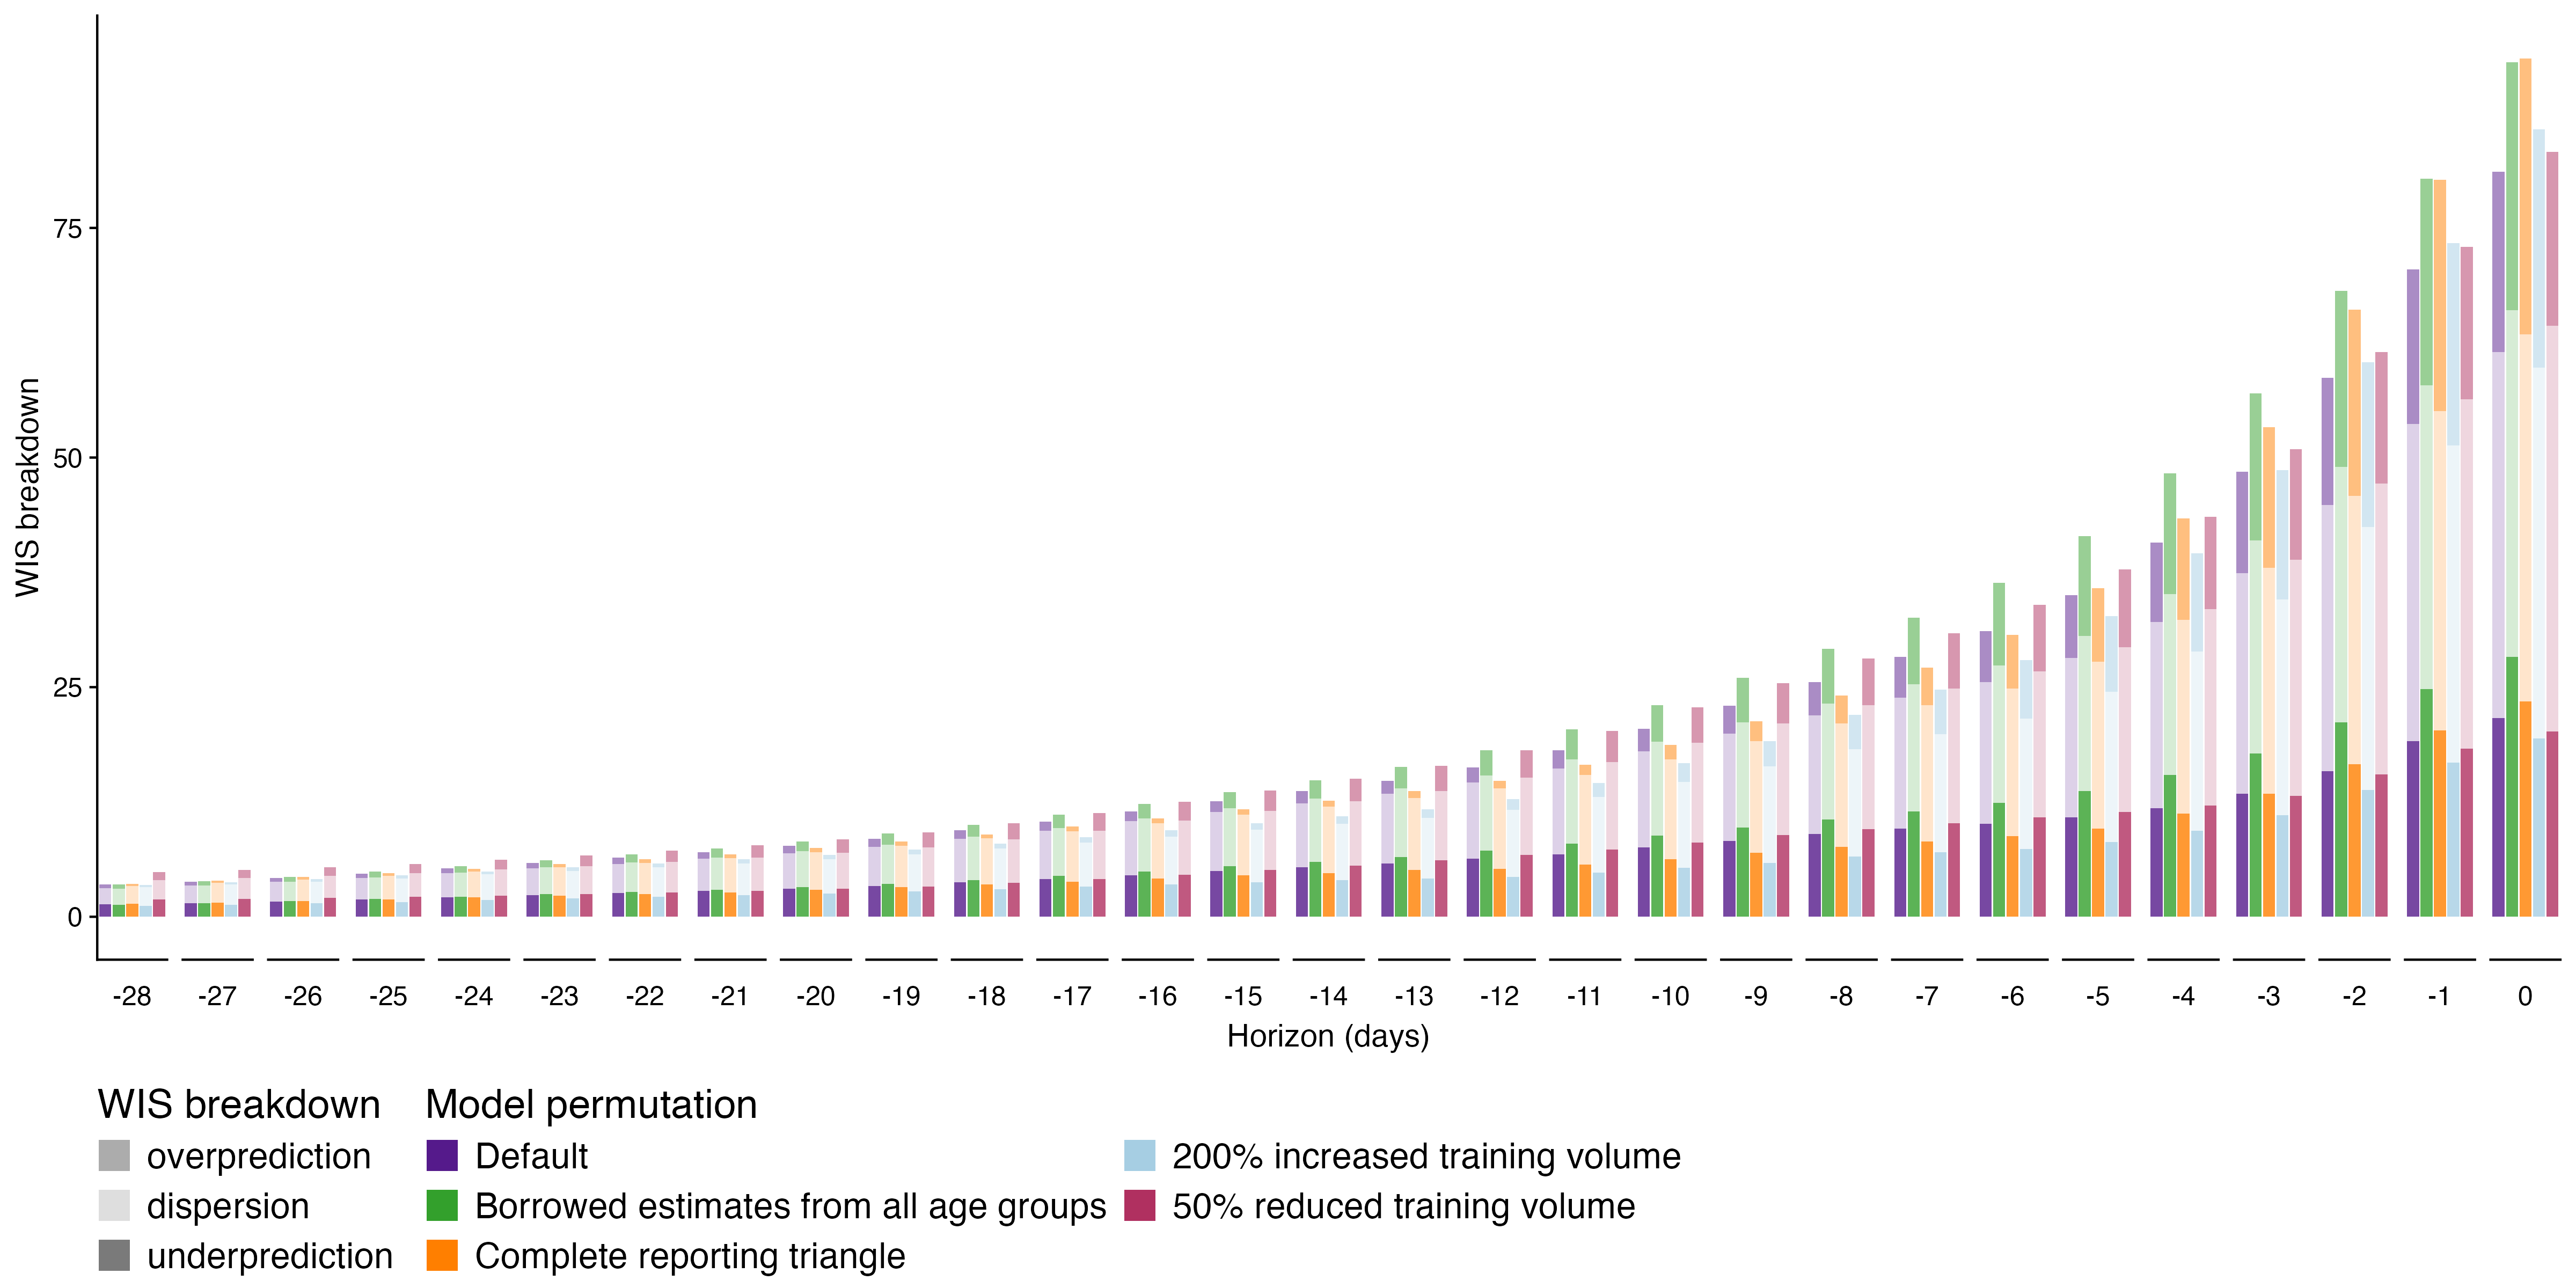 WIS breakdown
75
50
25
0
-28 -27 -26 -25 -24 -23 -22 -21 -20 -19 -18 -17 -16 -15 -14 -13 -12 -11 -10 -9 -8 -7 -6 -5 -4 -3 -2 -1 0
Horizon (days)
WIS breakdown
overprediction
dispersion
underprediction
Model permutation
Default
Borrowed estimates from all age groups
Complete reporting triangle
200% increased training volume
50% reduced training volume